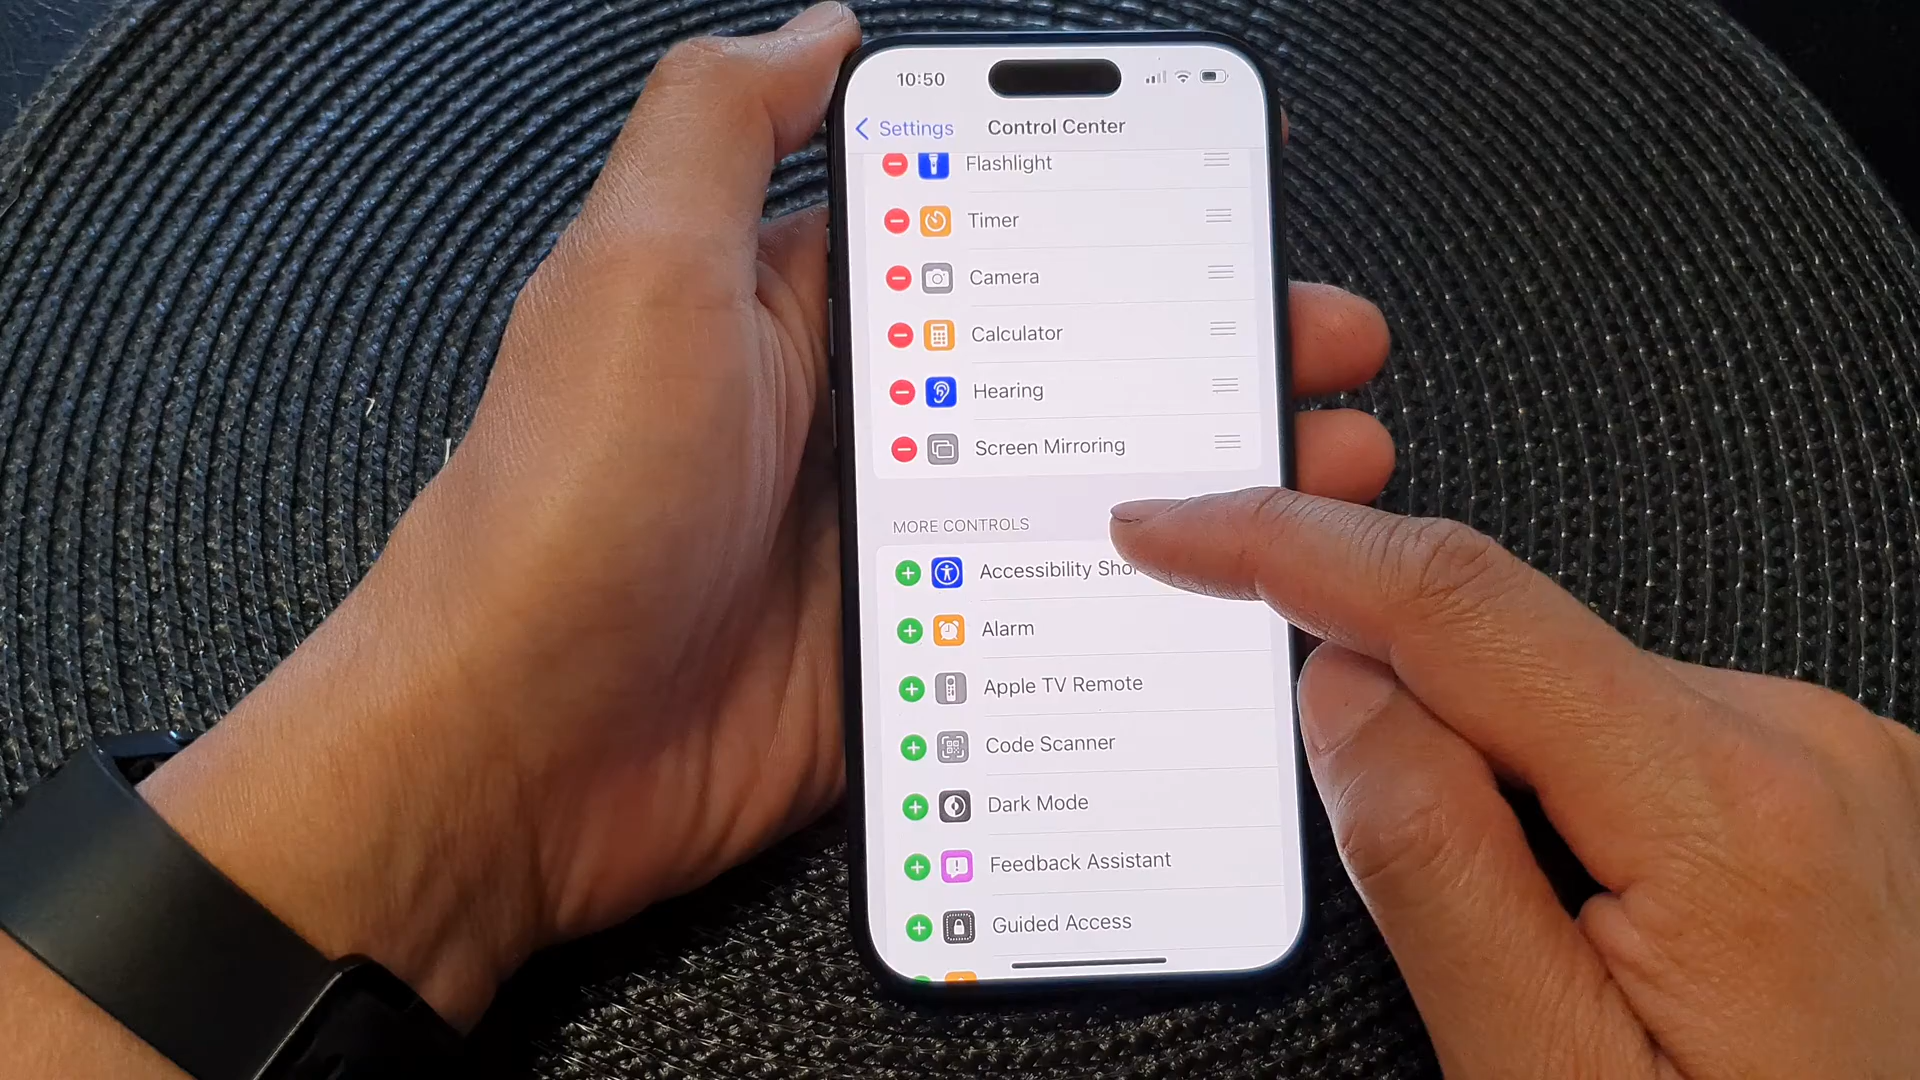 10:50
Settings
Control Center
Flashlight
Timer
Camera
Calculator
Hearing
Screen Mirroring
MORE CONTROLS
Accessibility
Alarm
Apple TV Remote
Code Scanner
Dark Mode
Feedback Assistant
Guided Access